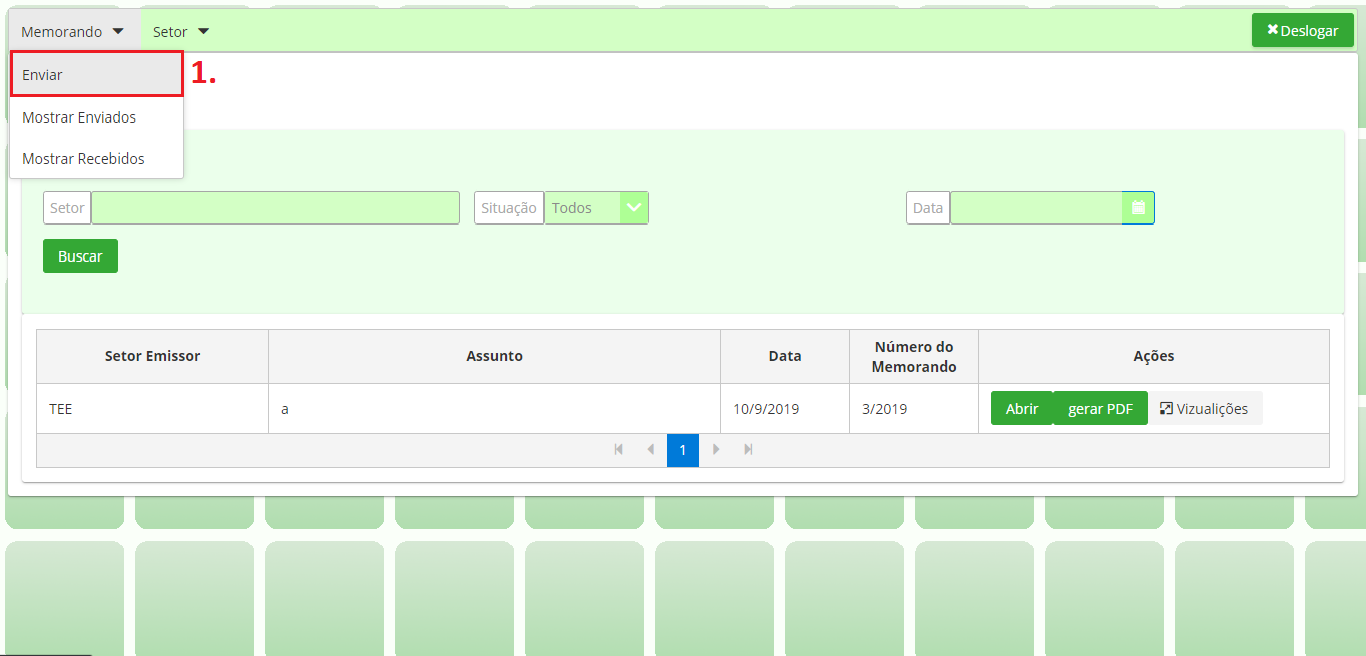 Memorando Setor Deslogar
Enviar 1.
Mostrar Enviados
Mostrar Recebidos
Setor Situação Todos Data
Buscar
Setor Emissor Assunto Data Número do Memorando Ações
TEE a 10/9/2019 3/2019 Abrir gerar PDF Vizualições
1